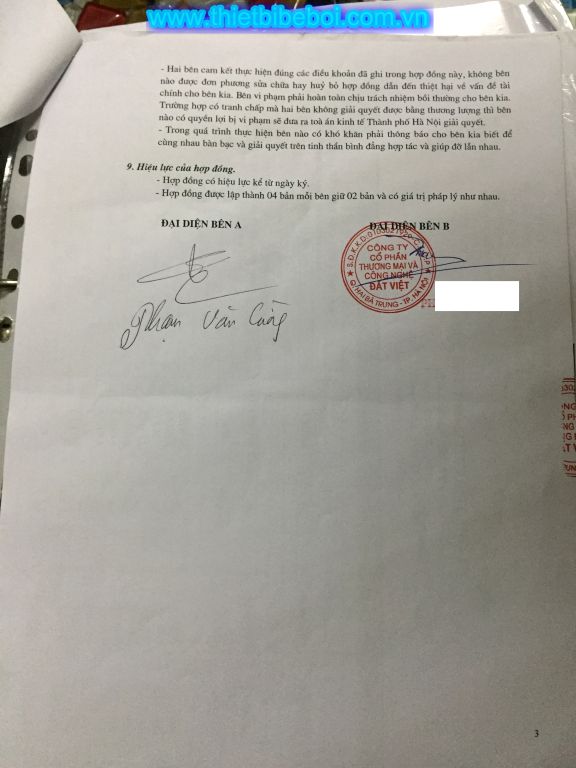 www.thietbibeboi.com.vn
- Hai bên cam kết thực hiện đúng các điều khoản đã ghi trong hợp đồng này, không bên
nào được đơn phương sửa chữa hay huỷ bỏ hợp đồng dẫn đến thiệt hại về vấn đề tài
chính cho bên kia. Bên vi phạm phải hoàn toàn chịu trách nhiệm bồi thường cho bên kia.
Trường hợp có tranh chấp mà hai bên không giải quyết được bằng thương lượng thì bên
nào có quyền lợi bị vi phạm sẽ đưa ra toà án kinh tế Thành phố Hà Nội giải quyết.
- Trong quá trình thực hiện bên nào có khó khăn phải thông báo cho bên kia biết để
cùng nhau bàn bạc và giải quyết trên tinh thần bình đẳng hợp tác và giúp đỡ lẫn nhau.
9. Hiệu lực của hợp đồng.
- Hợp đồng có hiệu lực kể từ ngày ký.
- Hợp đồng được lập thành 04 bản mỗi bên giữ 02 bản và có giá trị pháp lý như nhau.
ĐẠI DIỆN BÊN A
ĐẠI DIỆN BÊN B
CÔNG TY
CỔ PHẦN
THƯƠNG MẠI VÀ
CÔNG NGHỆ
ĐẤT VIỆT
Q.HAI BÀ TRƯNG - TP. HÀ NỘI
Phạm Văn Cường
3